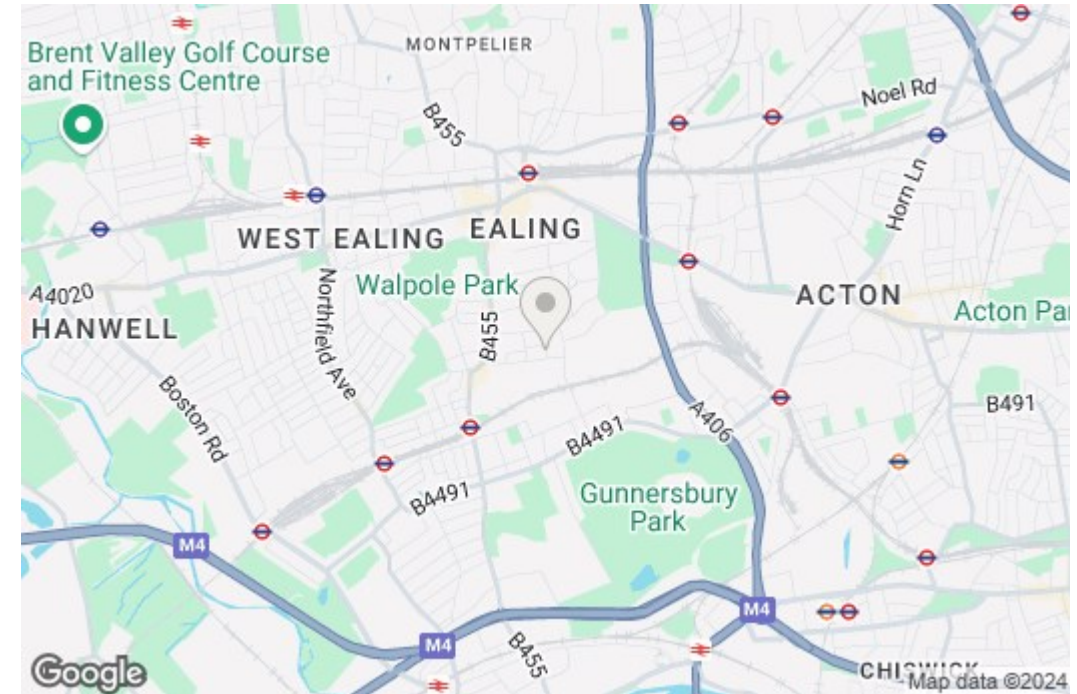 MONTPELIER
Brent Valley Golf Course
and Fitness Centre
Noel Rd
B455
Horn Ln
EALING
WEST EALING
Walpole Park
A4020
ACTON
Acton Par
HANWELL
Northfield Ave
B455
Boston Rd
B491
A406
B4491
B4491
Gunnersbury
Park
M4
M4
M4
B455
CHISWICK
Google
Map data ©2024